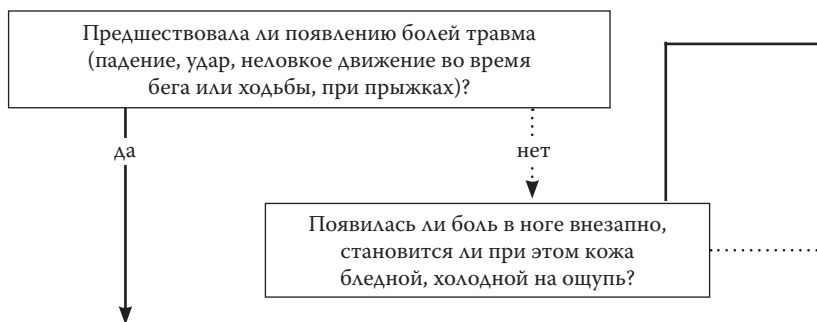 Предшествовала ли появлению болей травма
(падение, удар, неловкое движение во время
бега или ходьбы, при прыжках)?
да
нет
Появилась ли боль в ноге внезапно,
становится ли при этом кожа
бледной, холодной на ощупь?